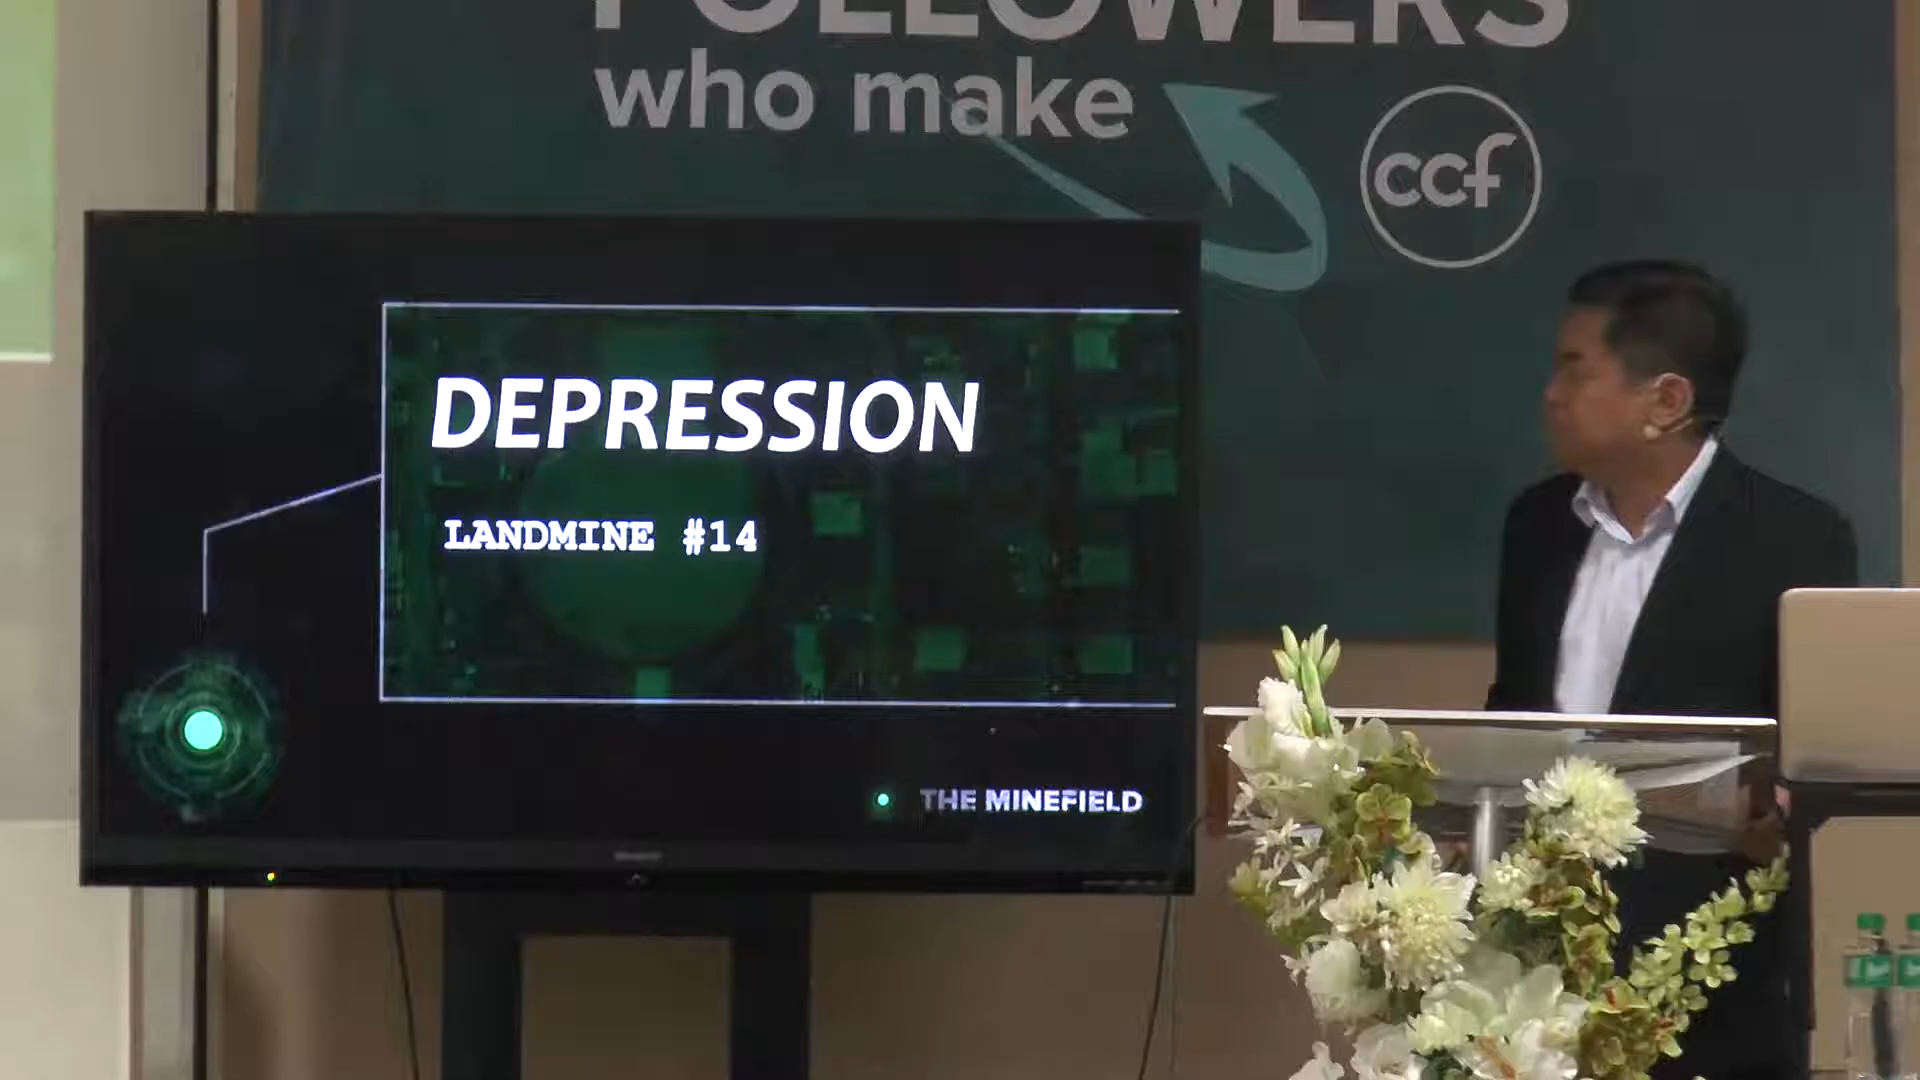 FOLLOWERS
who make
ccf
DEPRESSION
LANDMINE #14
THE MINEFIELD